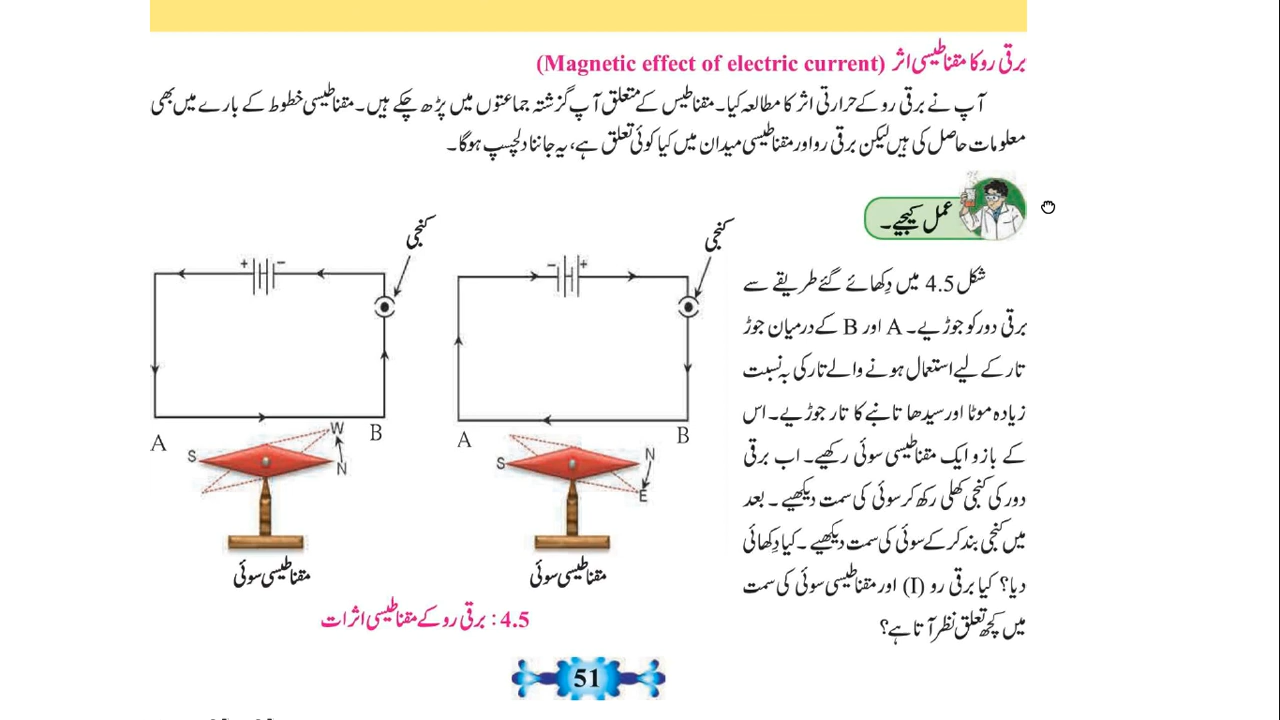 برقی رو کا مقناطیسی اثر (Magnetic effect of electric current)
آپ نے برقی رو کے حرارتی اثر کا مطالعہ کیا۔ مقناطیس کے متعلق آپ گزشتہ جماعتوں میں پڑھ چکے ہیں۔ مقناطیسی خطوط کے بارے میں بھی
معلومات حاصل کی ہیں لیکن برقی رو اور مقناطیسی میدان میں کیا کوئی تعلق ہے، یہ جاننا دلچسپ ہوگا۔
عمل کیجیے۔
شکل 4.5 میں دِکھائے گئے طریقے سے
برقی دور کو جوڑیے۔ A اور B کے درمیان جوڑ
تار کے لیے استعمال ہونے والے تار کی بہ نسبت
زیادہ موٹا اور سیدھا تانبے کا تار جوڑیے۔ اس
کے بازو ایک مقناطیسی سوئی رکھیے۔ اب برقی
دور کی کنجی کھلی رکھ کر سوئی کی سمت دیکھیے۔ بعد
میں کنجی بند کرکے سوئی کی سمت دیکھیے۔ کیا دِکھائی
دیا؟ کیا برقی رو (I) اور مقناطیسی سوئی کی سمت
میں کچھ تعلق نظر آتا ہے؟
کنجی
− +
A
B
S
N
E
مقناطیسی سوئی
کنجی
+ −
A
B
S
W
N
مقناطیسی سوئی
4.5 : برقی رو کے مقناطیسی اثرات
51